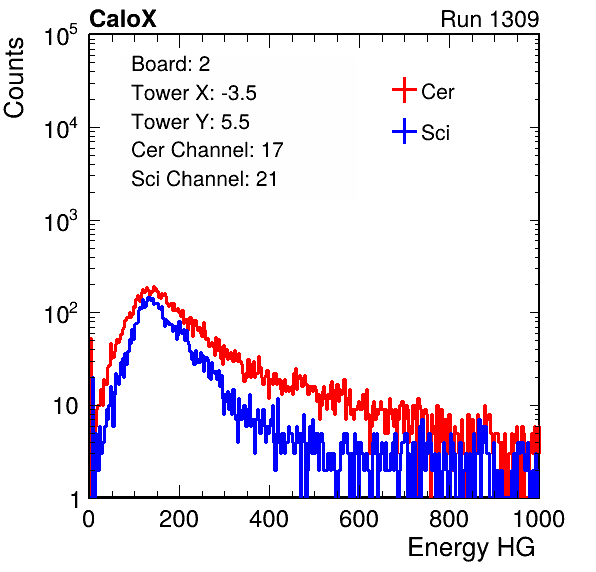 CaloX Run 1309
Counts
Board: 2
Tower X: -3.5
Tower Y: 5.5
Cer Channel: 17
Sci Channel: 21
Cer
Sci
10^5
10^4
10^3
10^2
10
1
0 200 400 600 800 1000
Energy HG